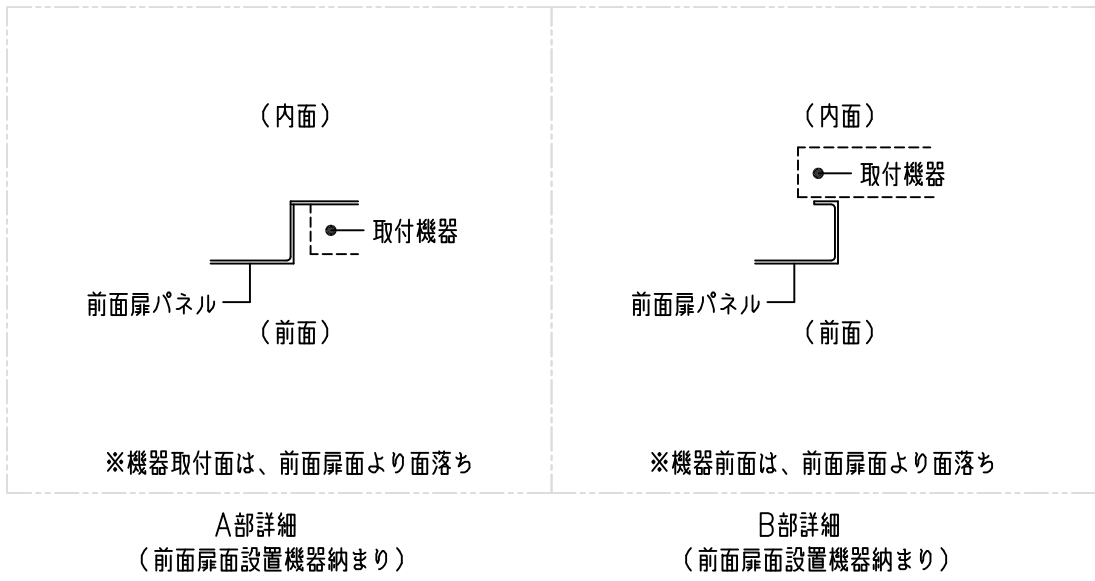 （内面）
取付機器
前面扉パネル
（前面）
※機器取付面は、前面扉面より面落ち
A部詳細
（前面扉面設置機器納まり）
（内面）
取付機器
前面扉パネル
（前面）
※機器前面は、前面扉面より面落ち
B部詳細
（前面扉面設置機器納まり）